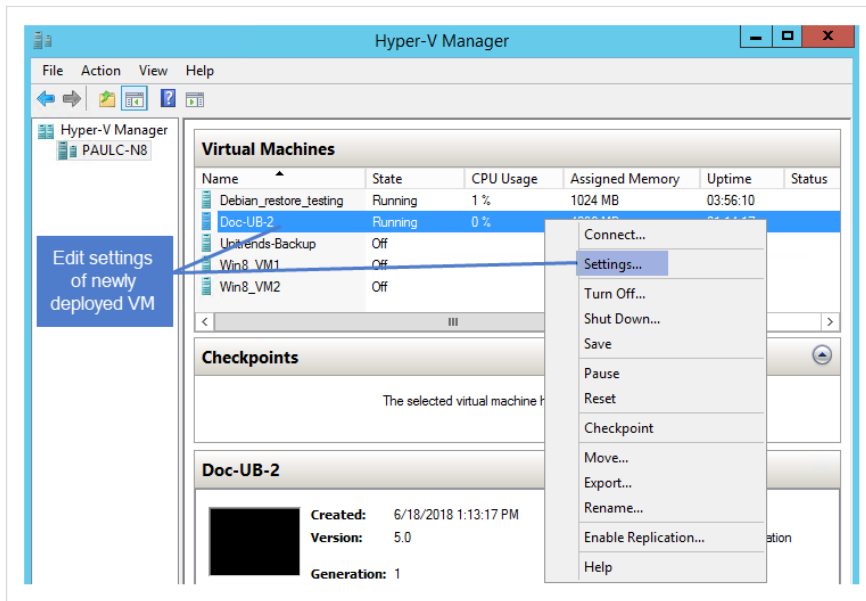 Hyper-V Manager
File Action View Help
Hyper-V Manager
PAULC-N8
Virtual Machines
Name State CPU Usage Assigned Memory Uptime Status
Debian_restore_testing Running 1 % 1024 MB 03:56:10
Doc-UB-2 Running 0 %
Unitrends-Backup Off
Win8_VM1 Off
Win8_VM2 Off
Edit settings
of newly
deployed VM
Connect...
Settings...
Turn Off...
Shut Down...
Save
Pause
Reset
Checkpoint
Move...
Export...
Rename...
Enable Replication...
Help
Checkpoints
The selected virtual machine
Doc-UB-2
Created: 6/18/2018 1:13:17 PM
Version: 5.0
Generation: 1